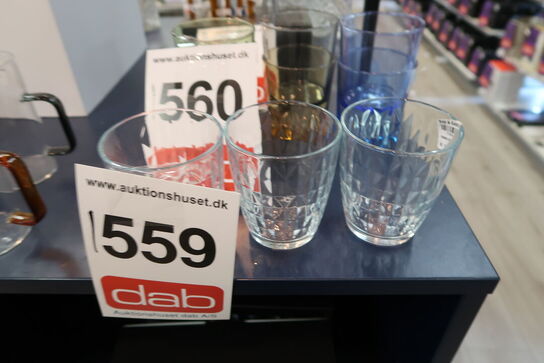 www.auktionshuset.dk
560
www.auktionshuset.dk
1559
dab
Auktionshuset dab A/S